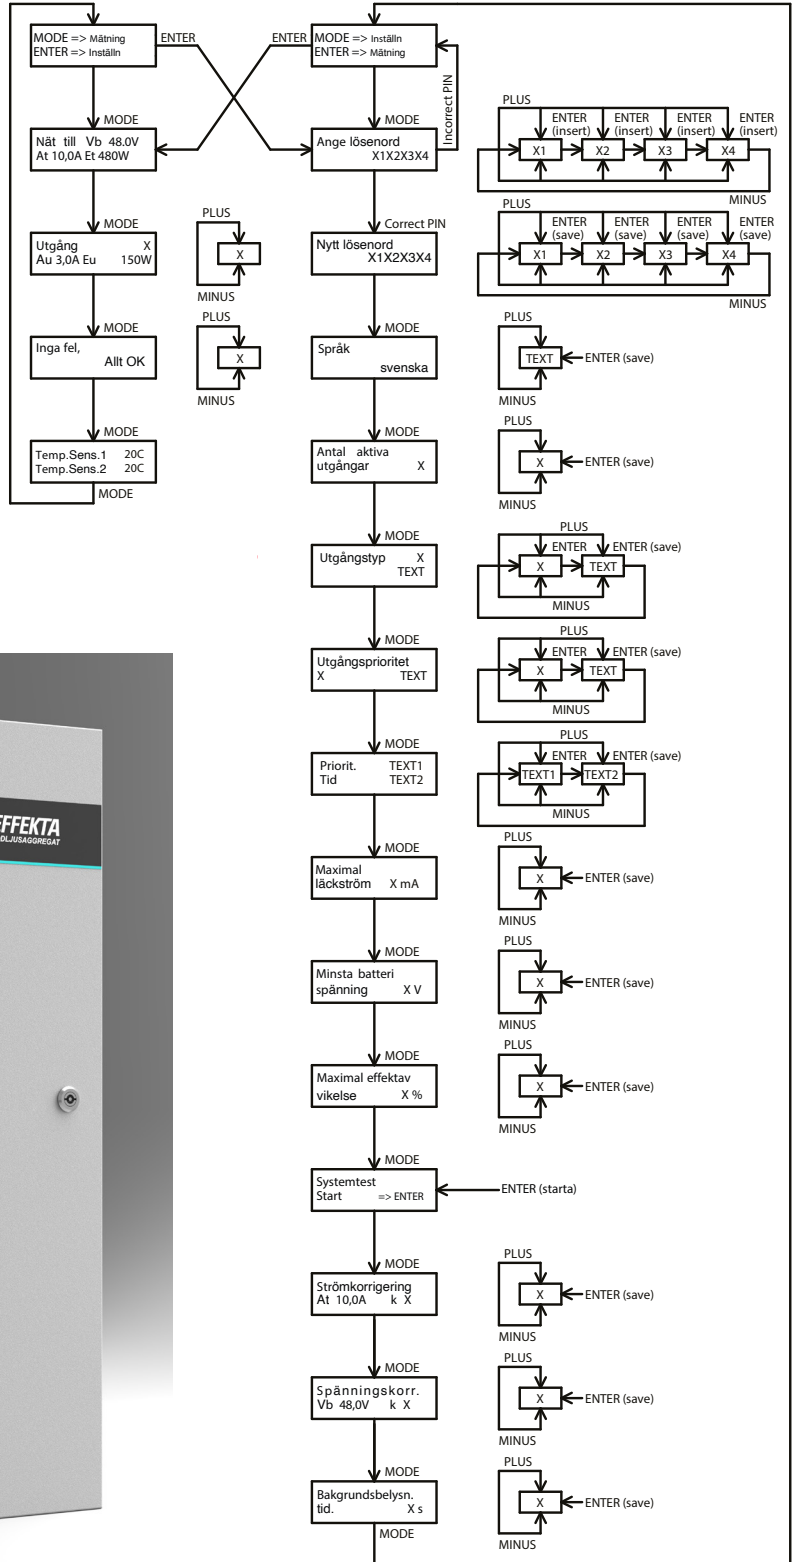 MODE => Mätning
ENTER => Inställn
ENTER
ENTER
MODE => Inställn
ENTER => Mätning
Incorrect PIN
MODE
Nät till Vb 48.0V
At 10,0A Et 480W
MODE
Ange lösenord
X1X2X3X4
PLUS
ENTER
(insert)
ENTER
(insert)
ENTER
(insert)
ENTER
(insert)
X1
X2
X3
X4
MINUS
MODE
Utgång X
Au 3,0A Eu 150W
PLUS
X
MINUS
Correct PIN
Nytt lösenord
X1X2X3X4
PLUS
ENTER
(save)
ENTER
(save)
ENTER
(save)
ENTER
(save)
X1
X2
X3
X4
MINUS
MODE
Inga fel,
Allt OK
PLUS
X
MINUS
MODE
Språk
svenska
PLUS
TEXT
ENTER (save)
MINUS
MODE
Temp.Sens.1 20C
Temp.Sens.2 20C
MODE
MODE
Antal aktiva
utgångar X
PLUS
X
ENTER (save)
MINUS
MODE
Utgångstyp X
TEXT
PLUS
ENTER
ENTER (save)
X
TEXT
MINUS
MODE
Utgångsprioritet
X TEXT
PLUS
ENTER
ENTER (save)
X
TEXT
MINUS
MODE
Priorit. TEXT1
Tid TEXT2
PLUS
ENTER
ENTER (save)
TEXT1
TEXT2
MINUS
EFFEKTA
DLJUSAGGREGAT
MODE
Maximal
läckström X mA
PLUS
X
ENTER (save)
MINUS
MODE
Minsta batteri
spänning X V
PLUS
X
ENTER (save)
MINUS
MODE
Maximal effektav
vikelse X %
PLUS
X
ENTER (save)
MINUS
MODE
Systemtest
Start => ENTER
ENTER (starta)
MODE
Strömkorrigering
At 10,0A k X
PLUS
X
ENTER (save)
MINUS
MODE
Spänningskorr.
Vb 48,0V k X
PLUS
X
ENTER (save)
MINUS
MODE
Bakgrundsbelysn.
tid. X s
MODE
PLUS
X
ENTER (save)
MINUS